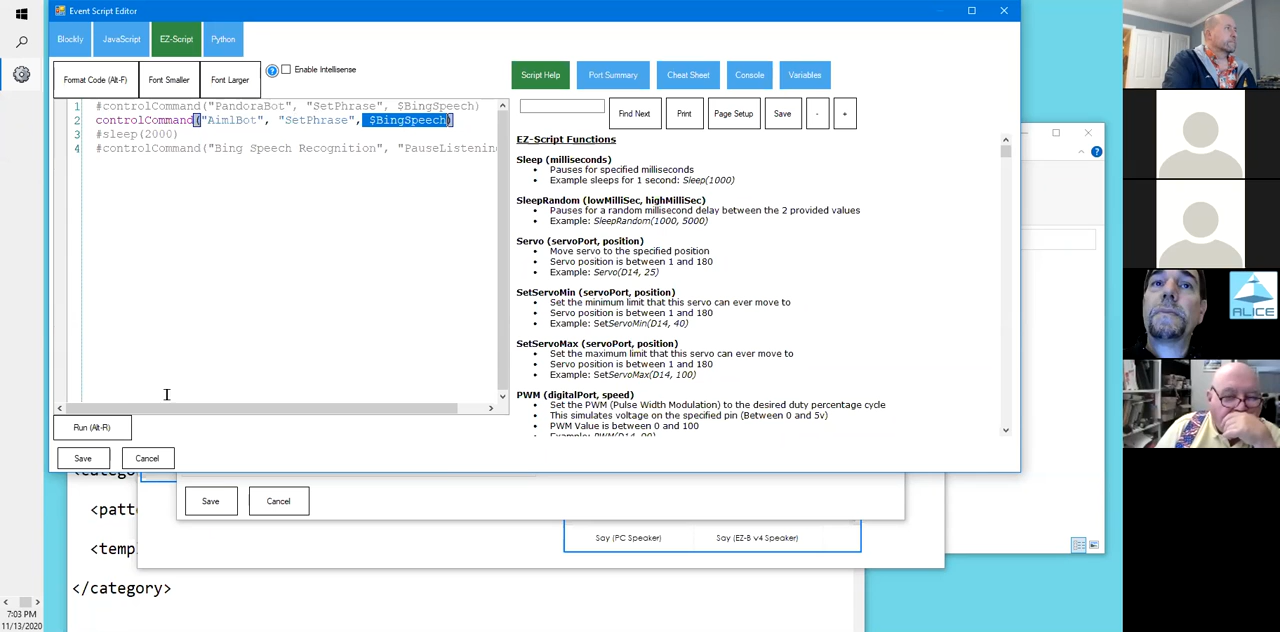 Event Script Editor
Blockly
JavaScript
EZ-Script
Python
Format Code (Alt-F)
Font Smaller
Font Larger
Enable Intellisense
Script Help
Port Summary
Cheat Sheet
Console
Variables
Find Next
Print
Page Setup
Save
-
+
1 #controlCommand("PandoraBot", "SetPhrase", $BingSpeech)
2 controlCommand("AimlBot", "SetPhrase", $BingSpeech)
3 #sleep(2000)
4 #controlCommand("Bing Speech Recognition", "PauseListenin
EZ-Script Functions
Sleep (milliseconds)
• Pauses for specified milliseconds
• Example sleeps for 1 second: Sleep(1000)
SleepRandom (lowMilliSec, highMilliSec)
• Pauses for a random millisecond delay between the 2 provided values
• Example: SleepRandom(1000, 5000)
Servo (servoPort, position)
• Move servo to the specified position
• Servo position is between 1 and 180
• Example: Servo(D14, 25)
SetServoMin (servoPort, position)
• Set the minimum limit that this servo can ever move to
• Servo position is between 1 and 180
• Example: SetServoMin(D14, 40)
SetServoMax (servoPort, position)
• Set the maximum limit that this servo can ever move to
• Servo position is between 1 and 180
• Example: SetServoMax(D14, 100)
PWM (digitalPort, speed)
• Set the PWM (Pulse Width Modulation) to the desired duty percentage cycle
• This simulates voltage on the specified pin (Between 0 and 5v)
• PWM Value is between 0 and 100
• Example: PWM(D14, 90)
Run (Alt-R)
Save
Cancel
Save
Cancel
<patt
<temp
</category>
Say (PC Speaker)
Say (EZ-B v4 Speaker)
7:03 PM
11/13/2020
ALICE